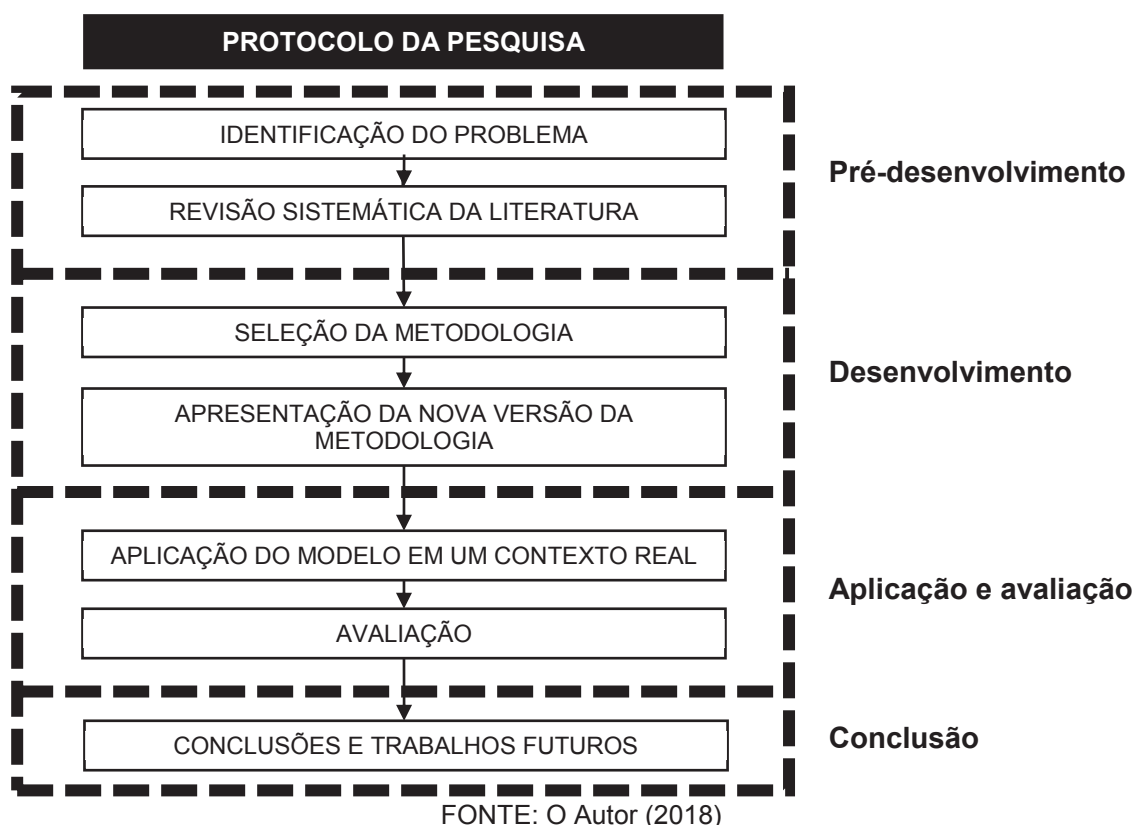 PROTOCOLO DA PESQUISA
IDENTIFICAÇÃO DO PROBLEMA
REVISÃO SISTEMÁTICA DA LITERATURA
Pré-desenvolvimento
SELEÇÃO DA METODOLOGIA
APRESENTAÇÃO DA NOVA VERSÃO DA
METODOLOGIA
Desenvolvimento
APLICAÇÃO DO MODELO EM UM CONTEXTO REAL
AVALIAÇÃO
Aplicação e avaliação
CONCLUSÕES E TRABALHOS FUTUROS
Conclusão
FONTE: O Autor (2018)